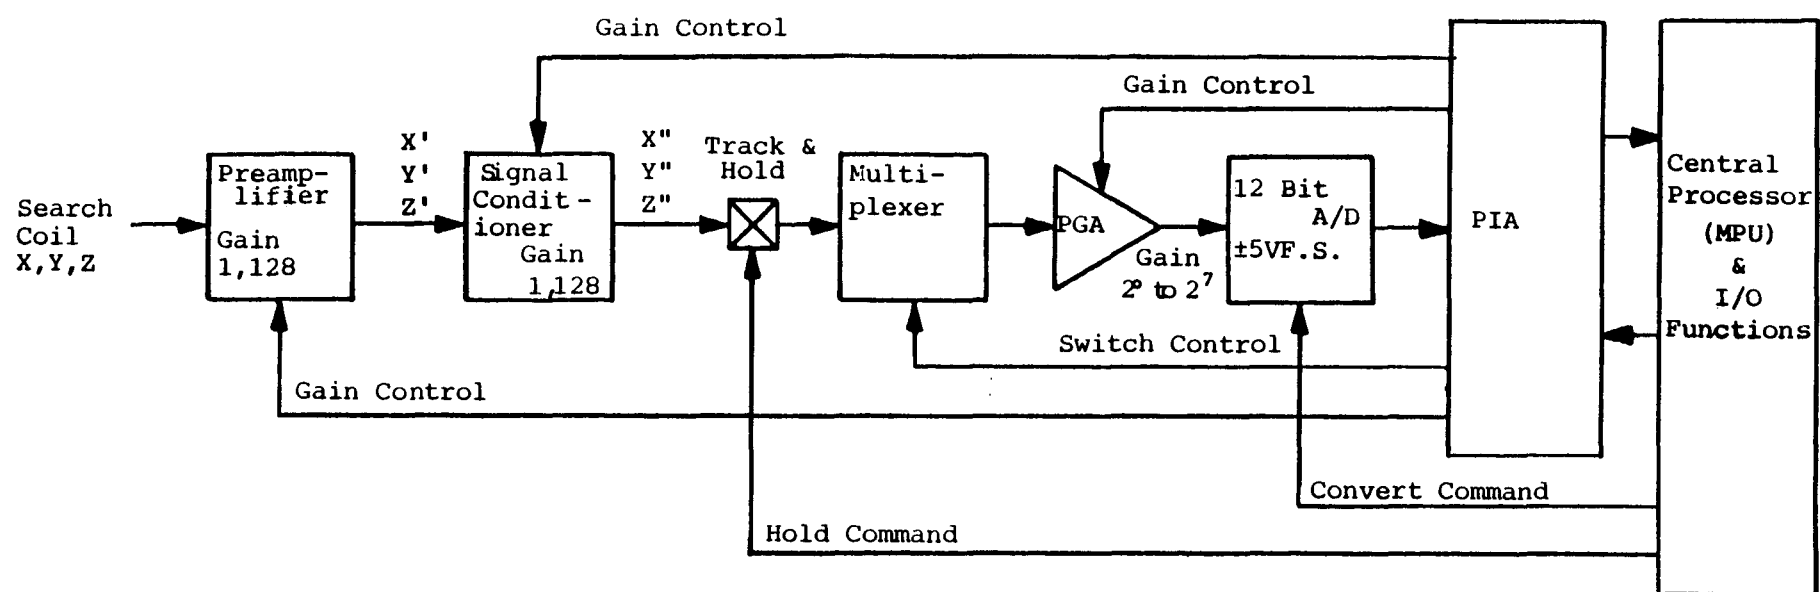 Gain Control
Gain Control
Search
Coil
X,Y,Z
Preamp-
lifier
Gain
1,128
X'
Y'
Z'
Signal
Condit-
ioner
Gain
1,128
X"
Y"
Z"
Track &
Hold
Multi-
plexer
PGA
Gain
2⁰ to 2⁷
12 Bit
A/D
±5VF.S.
PIA
Central
Processor
(MPU)
&
I/O
Functions
Switch Control
Gain Control
Convert Command
Hold Command